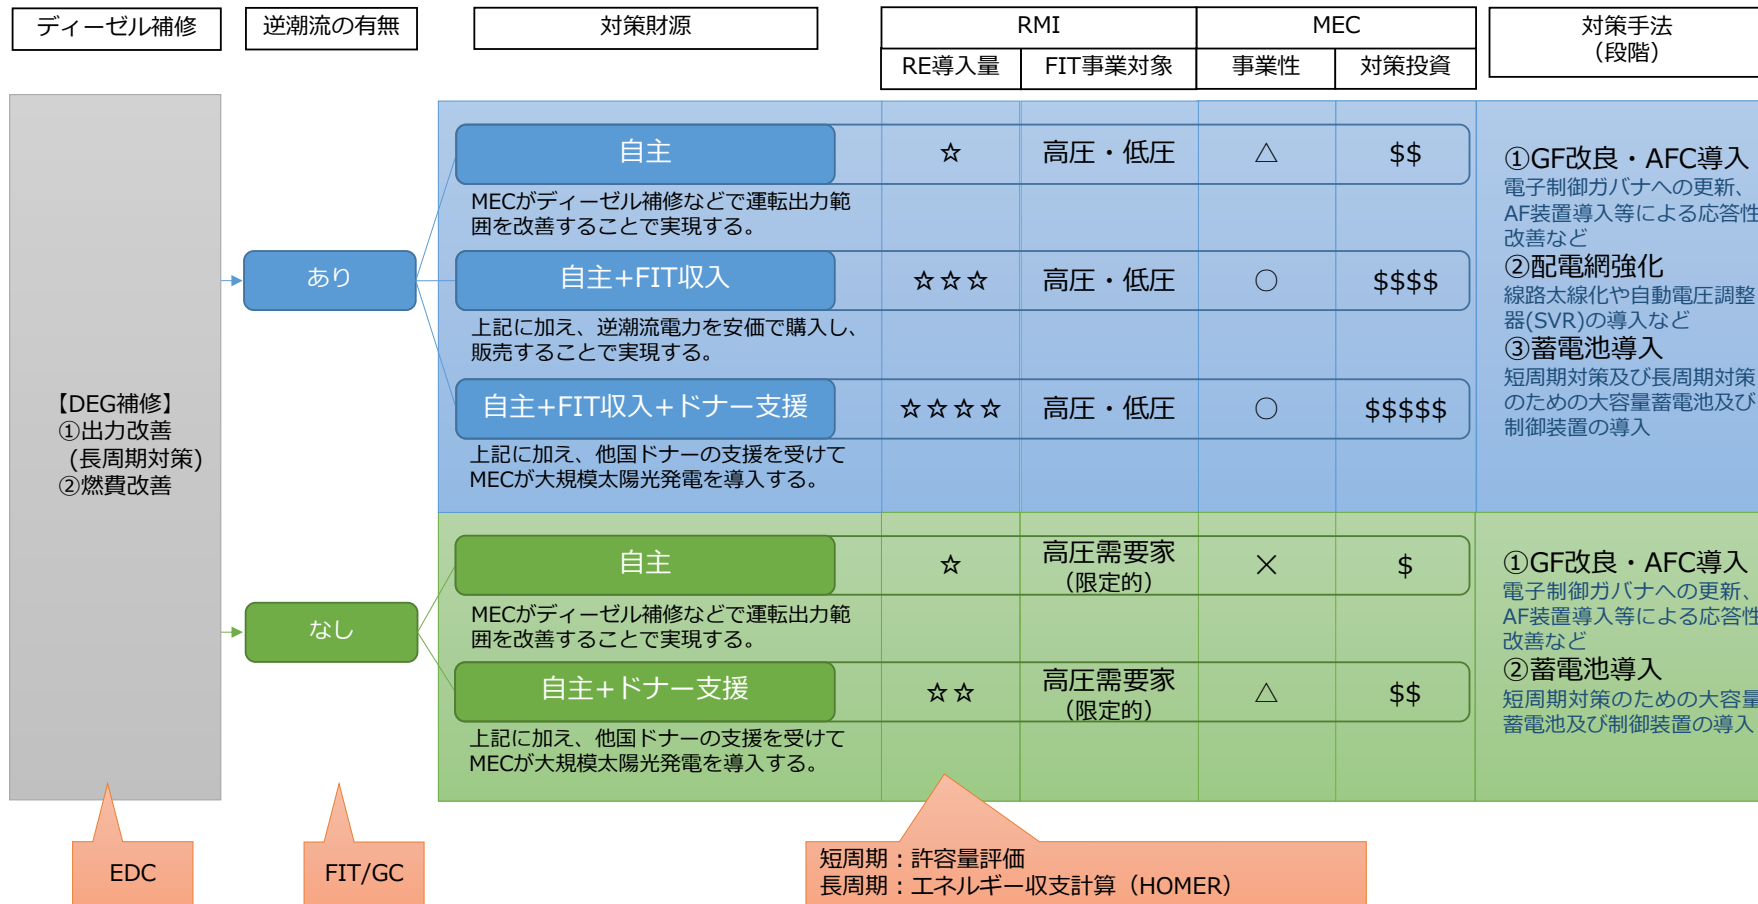 ディーゼル補修
逆潮流の有無
対策財源
RMI
MEC
RE導入量
FIT事業対象
事業性
対策投資
対策手法
（段階）
【DEG補修】
①出力改善
(長周期対策)
②燃費改善
あり
自主
☆
高圧・低圧
△
$$
MECがディーゼル補修などで運転出力範
囲を改善することで実現する。
自主+FIT収入
☆☆☆
高圧・低圧
○
$$$$
上記に加え、逆潮流電力を安価で購入し、
販売することで実現する。
自主+FIT収入+ドナー支援
☆☆☆☆
高圧・低圧
○
$$$$$
上記に加え、他国ドナーの支援を受けて
MECが大規模太陽光発電を導入する。
①GF改良・AFC導入
電子制御ガバナへの更新、
AF装置導入等による応答性
改善など
②配電網強化
線路太線化や自動電圧調整
器(SVR)の導入など
③蓄電池導入
短周期対策及び長周期対策
のための大容量蓄電池及び
制御装置の導入
なし
自主
☆
高圧需要家
（限定的）
×
$
MECがディーゼル補修などで運転出力範
囲を改善することで実現する。
自主+ドナー支援
☆☆
高圧需要家
（限定的）
△
$$
上記に加え、他国ドナーの支援を受けて
MECが大規模太陽光発電を導入する。
①GF改良・AFC導入
電子制御ガバナへの更新、
AF装置導入等による応答性
改善など
②蓄電池導入
短周期対策のための大容量
蓄電池及び制御装置の導入
EDC
FIT/GC
短周期：許容量評価
長周期：エネルギー収支計算（HOMER）